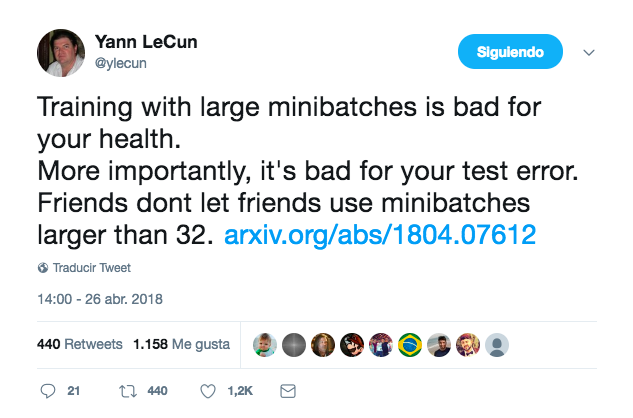 Yann LeCun
@ylecun
Siguiendo
Training with large minibatches is bad for
your health.
More importantly, it's bad for your test error.
Friends dont let friends use minibatches
larger than 32. arxiv.org/abs/1804.07612
Traducir Tweet
14:00 - 26 abr. 2018
440 Retweets 1.158 Me gusta
21 440 1,2K